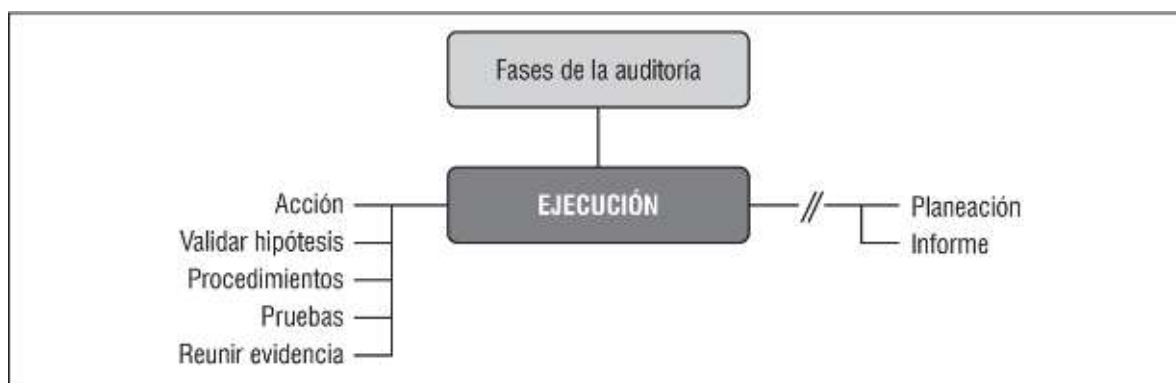 Fases de la auditoría
EJECUCIÓN
Acción
Validar hipótesis
Procedimientos
Pruebas
Reunir evidencia
Planeación
Informe